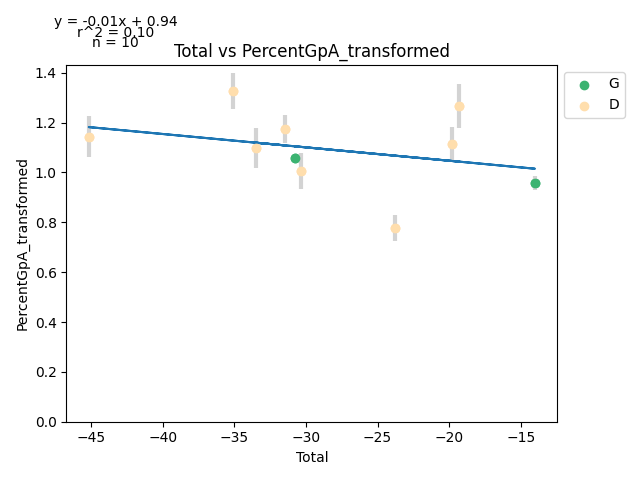 y = -0.01x + 0.94
r^2 = 0.10
n = 10
Total vs PercentGpA_transformed
G
D
PercentGpA_transformed
1.4
1.2
1.0
0.8
0.6
0.4
0.2
0.0
−45 −40 −35 −30 −25 −20 −15
Total